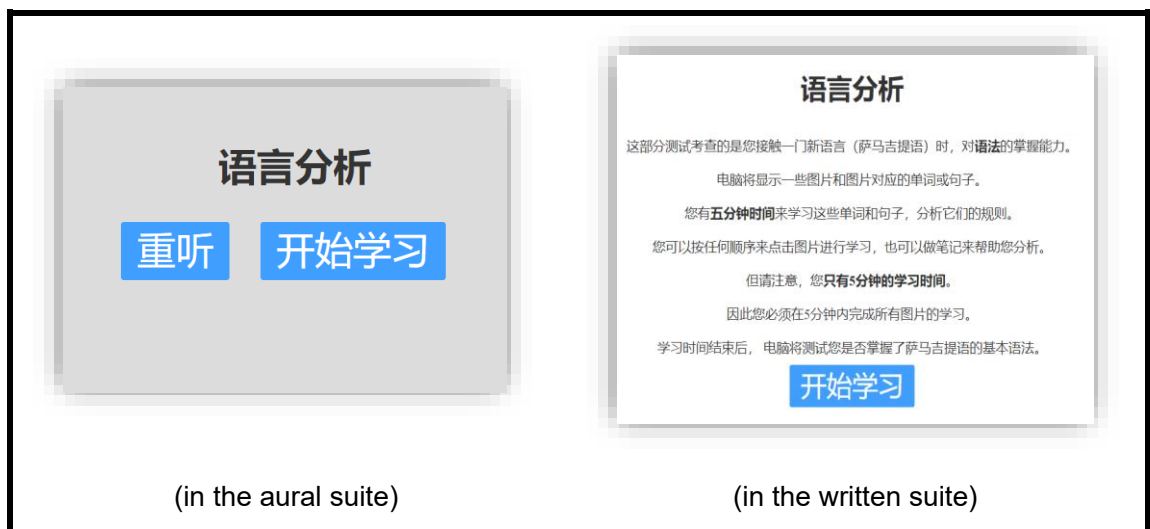 语言分析
重听
开始学习
(in the aural suite)
语言分析
这部分测试考查的是您接触一门新语言（萨马吉提语）时，对语法的掌握能力。
电脑将显示一些图片和图片对应的单词或句子。
您有五分钟时间来学习这些单词和句子，分析它们的规则。
您可以按任何顺序来点击图片进行学习，也可以做笔记来帮助您分析。
但请注意，您只有5分钟的学习时间。
因此您必须在5分钟内完成所有图片的学习。
学习时间结束后， 电脑将测试您是否掌握了萨马吉提语的基本语法。
开始学习
(in the written suite)